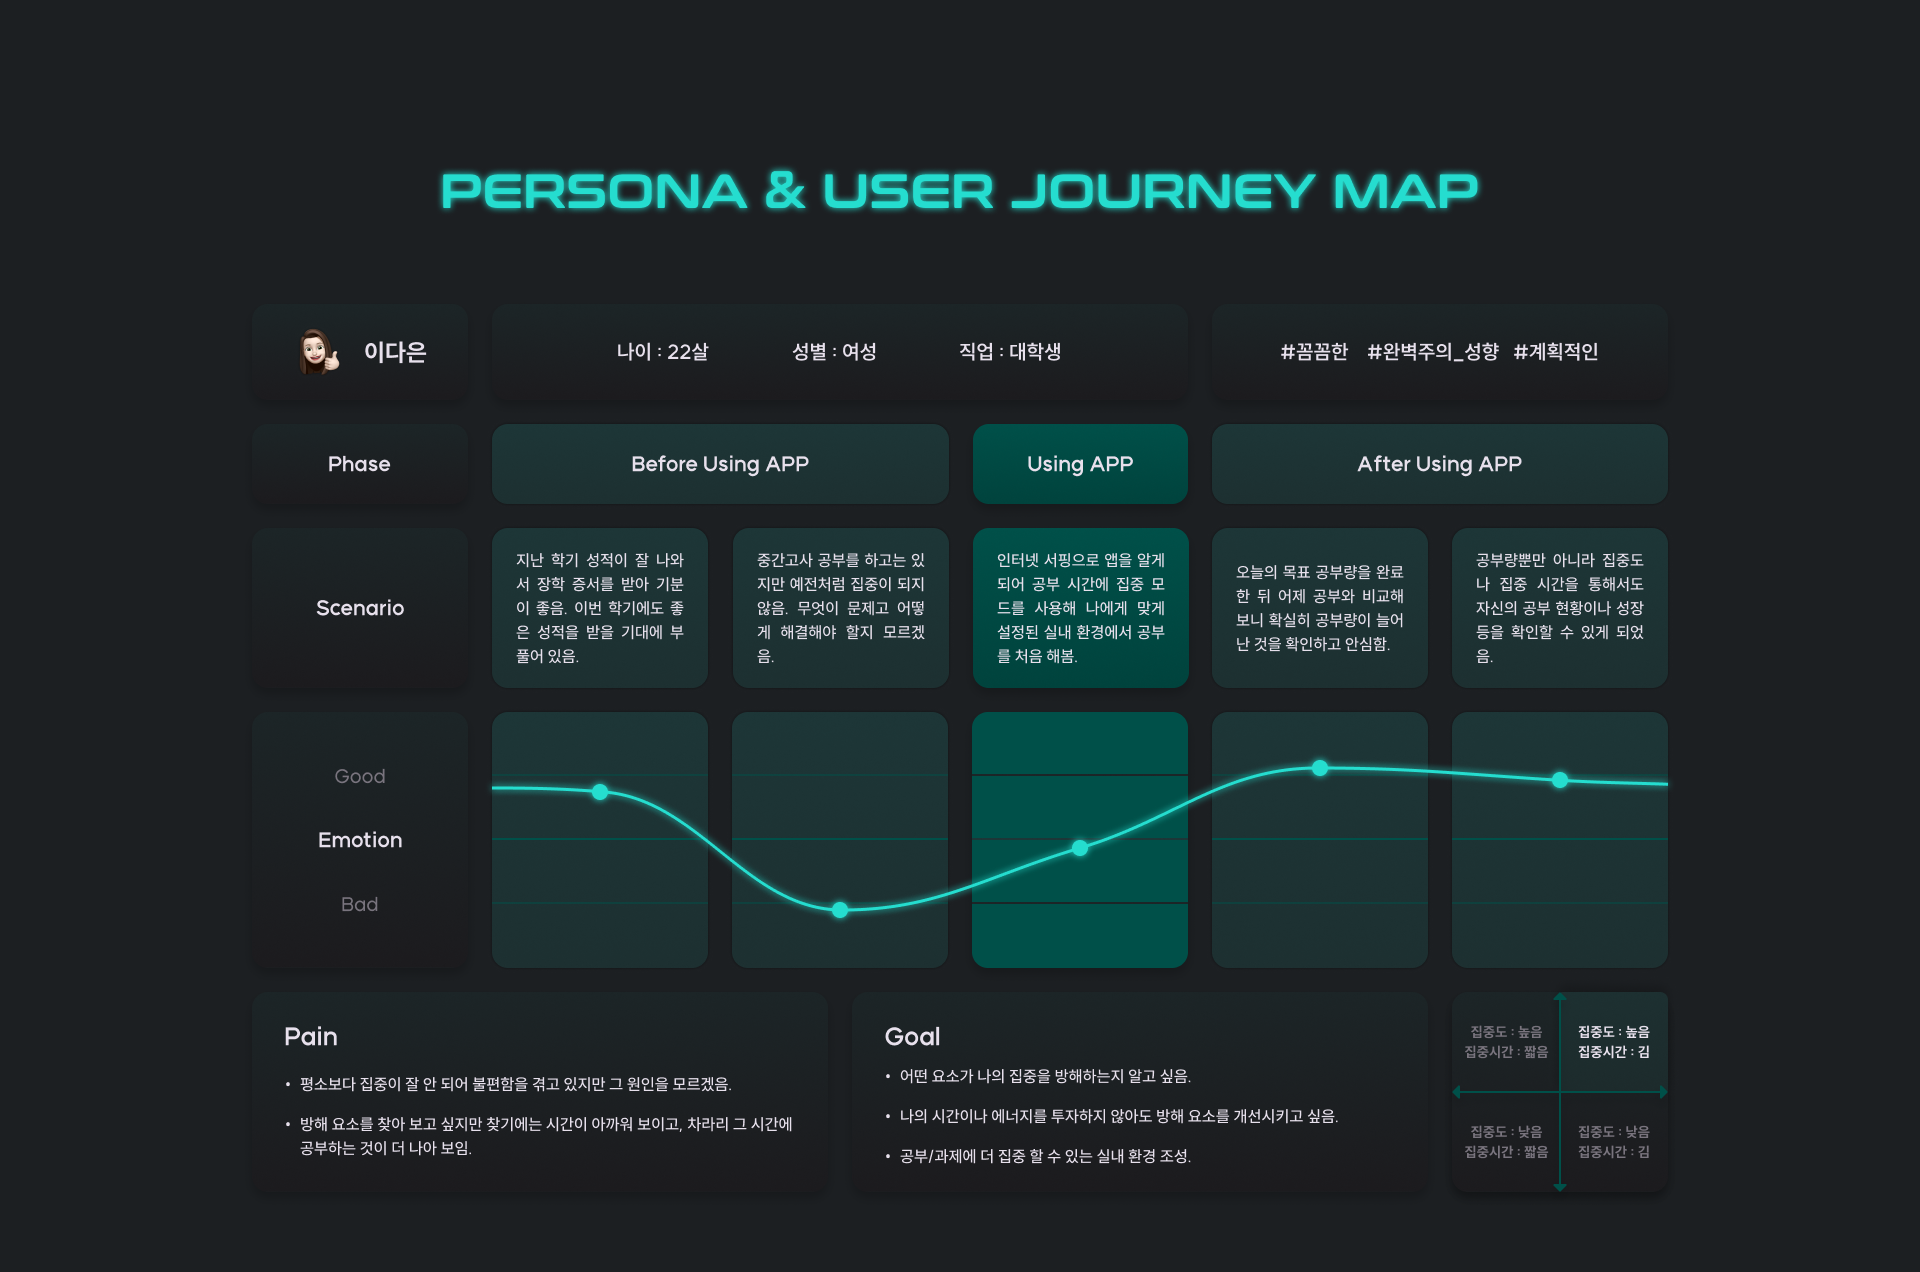 PERSONA & USER JOURNEY MAP
이다은
나이 : 22살
성별 : 여성
직업 : 대학생
#꼼꼼한 #완벽주의_성향 #계획적인
Phase
Before Using APP
Using APP
After Using APP
Scenario
지난 학기 성적이 잘 나와
서 장학 증서를 받아 기분
이 좋음. 이번 학기에도 좋
은 성적을 받을 기대에 부
풀어 있음.
중간고사 공부를 하고는 있
지만 예전처럼 집중이 되지
않음. 무엇이 문제고 어떻
게 해결해야 할지 모르겠
음.
인터넷 서핑으로 앱을 알게
되어 공부 시간에 집중 모
드를 사용해 나에게 맞게
설정된 실내 환경에서 공부
를 처음 해봄.
오늘의 목표 공부량을 완료
한 뒤 어제 공부와 비교해
보니 확실히 공부량이 늘어
난 것을 확인하고 안심함.
공부량뿐만 아니라 집중도
나 집중 시간을 통해서도
자신의 공부 현황이나 성장
등을 확인할 수 있게 되었
음.
Good
Emotion
Bad
Pain
• 평소보다 집중이 잘 안 되어 불편함을 겪고 있지만 그 원인을 모르겠음.
• 방해 요소를 찾아 보고 싶지만 찾기에는 시간이 아까워 보이고, 차라리 그 시간에
공부하는 것이 더 나아 보임.
Goal
• 어떤 요소가 나의 집중을 방해하는지 알고 싶음.
• 나의 시간이나 에너지를 투자하지 않아도 방해 요소를 개선시키고 싶음.
• 공부/과제에 더 집중 할 수 있는 실내 환경 조성.
집중도 : 높음
집중시간 : 짧음
집중도 : 높음
집중시간 : 김
집중도 : 낮음
집중시간 : 짧음
집중도 : 낮음
집중시간 : 김